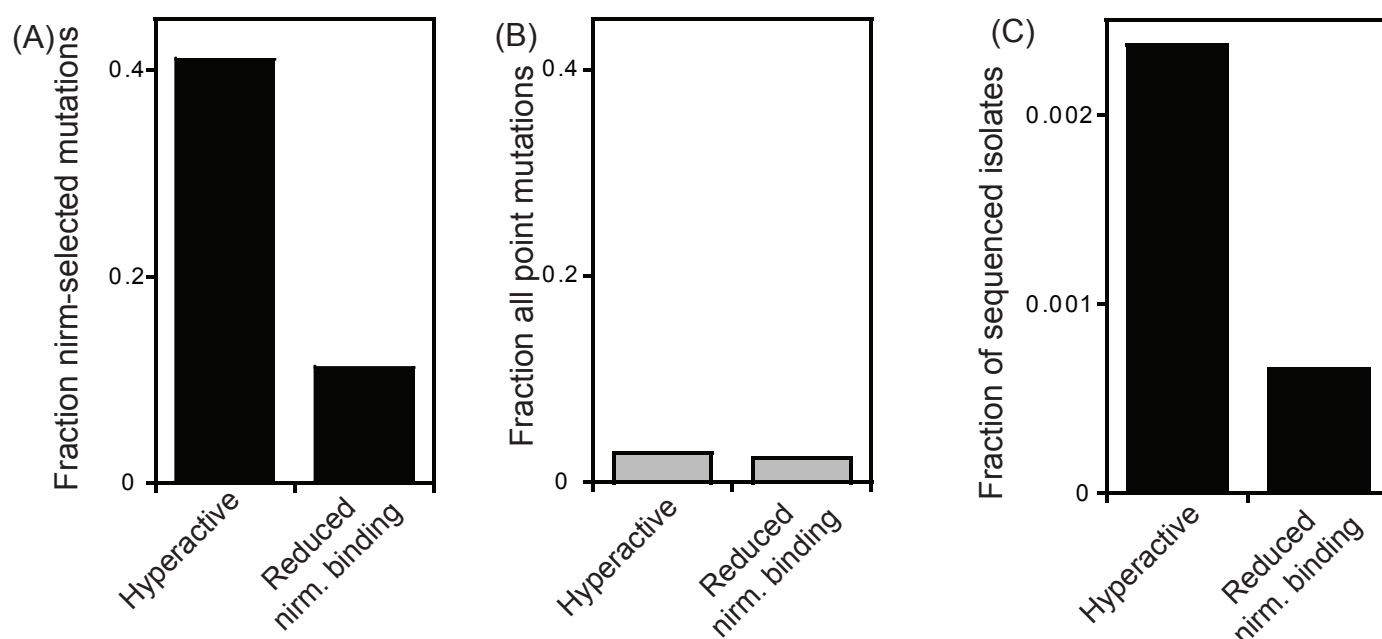 (A)
Fraction nirm-selected mutations
0.4
0.2
0
Hyperactive
Reduced
nirm. binding
(B)
Fraction all point mutations
0.4
0.2
0
Hyperactive
Reduced
nirm. binding
(C)
Fraction of sequenced isolates
0.002
0.001
0
Hyperactive
Reduced
nirm. binding